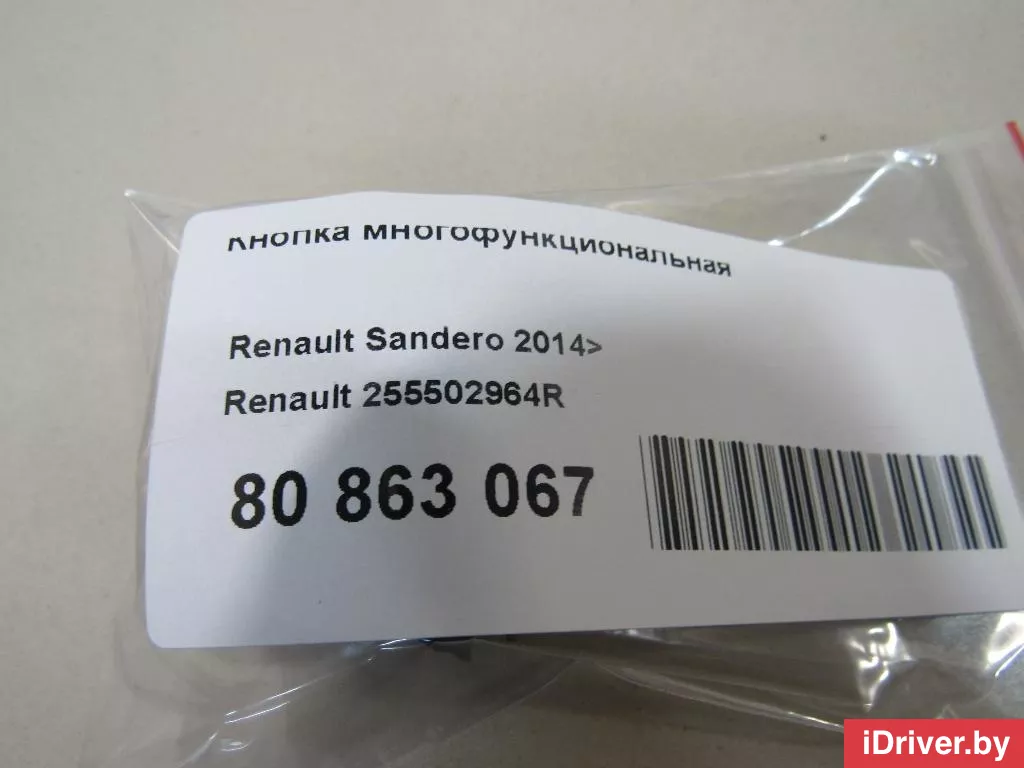 Кнопка многофункциональная
Renault Sandero 2014>
Renault 255502964R
80 863 067
iDriver.by